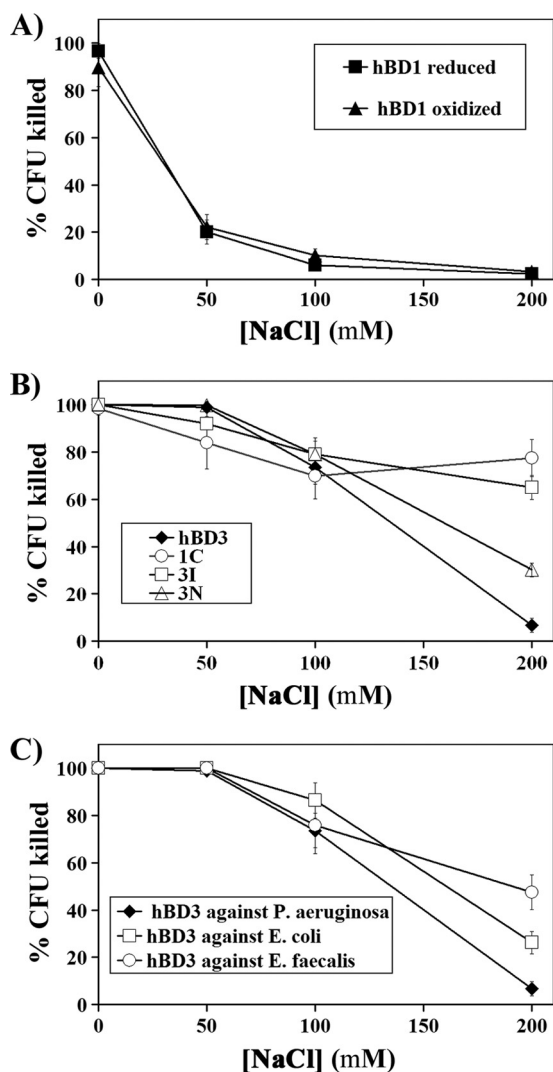 A)
% CFU killed
100
80
60
40
20
0
hBD1 reduced
hBD1 oxidized
0 50 100 150 200
[NaCl] (mM)
B)
% CFU killed
100
80
60
40
20
0
hBD3
1C
3I
3N
0 50 100 150 200
[NaCl] (mM)
C)
% CFU killed
100
80
60
40
20
0
hBD3 against P. aeruginosa
hBD3 against E. coli
hBD3 against E. faecalis
0 50 100 150 200
[NaCl] (mM)